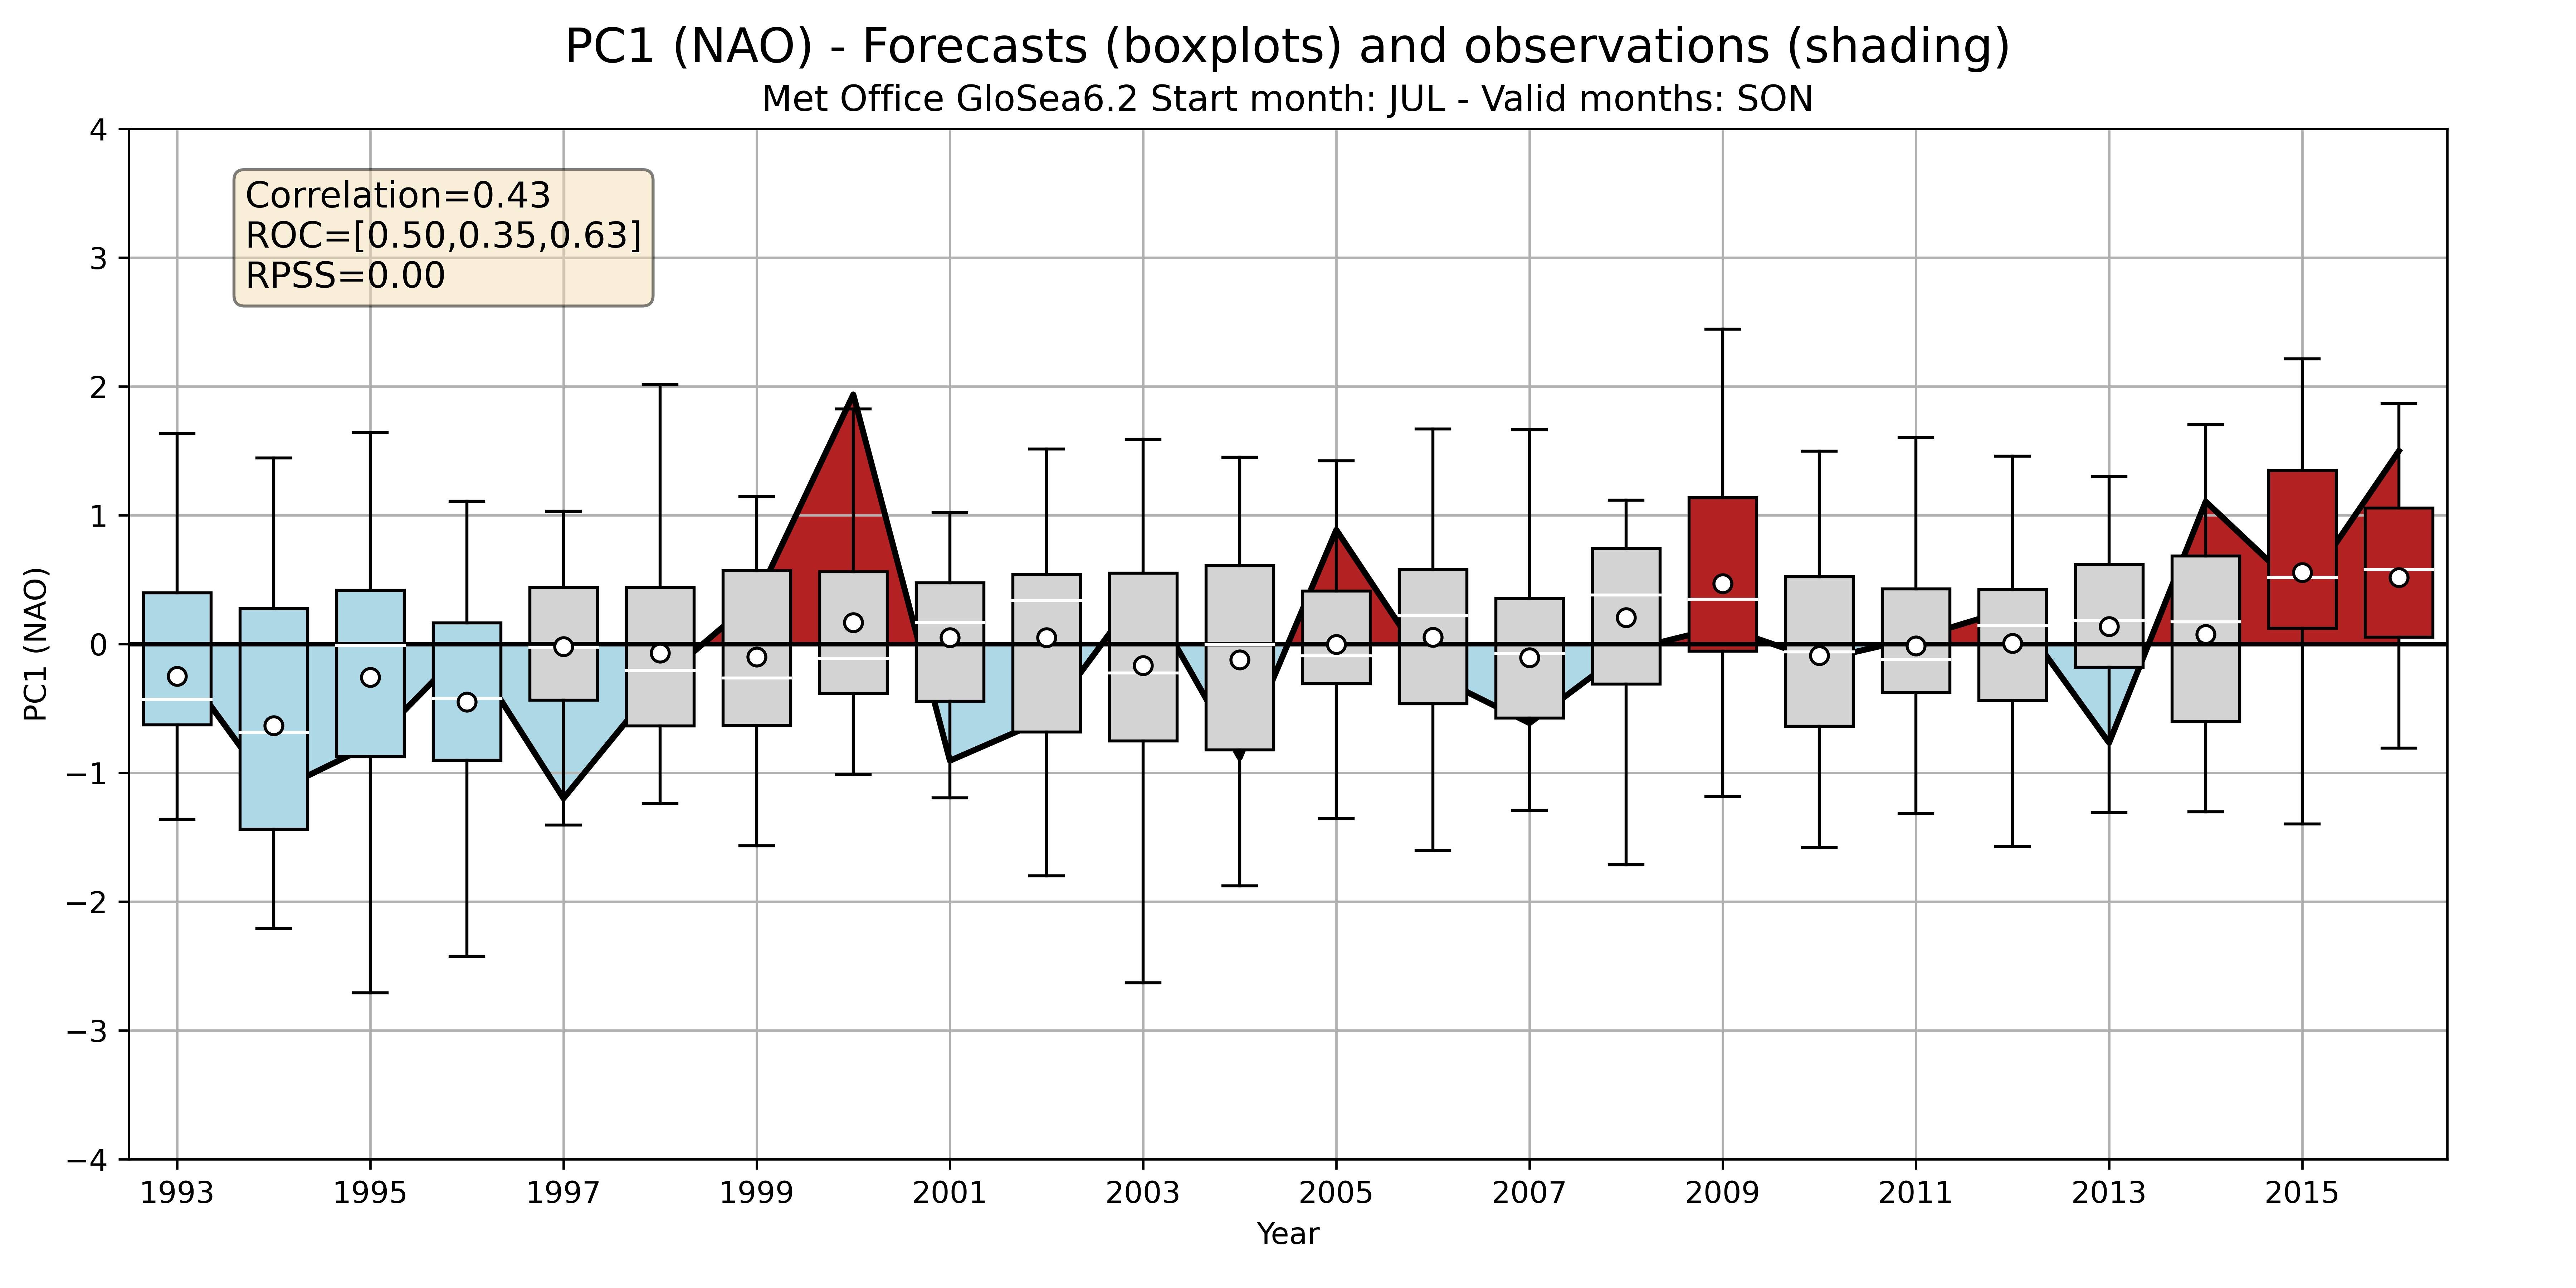 PC1 (NAO) - Forecasts (boxplots) and observations (shading)
Met Office GloSea6.2 Start month: JUL - Valid months: SON
Correlation=0.43
ROC=[0.50,0.35,0.63]
RPSS=0.00
PC1 (NAO)
4
3
2
1
0
−1
−2
−3
−4
1993 1995 1997 1999 2001 2003 2005 2007 2009 2011 2013 2015
Year